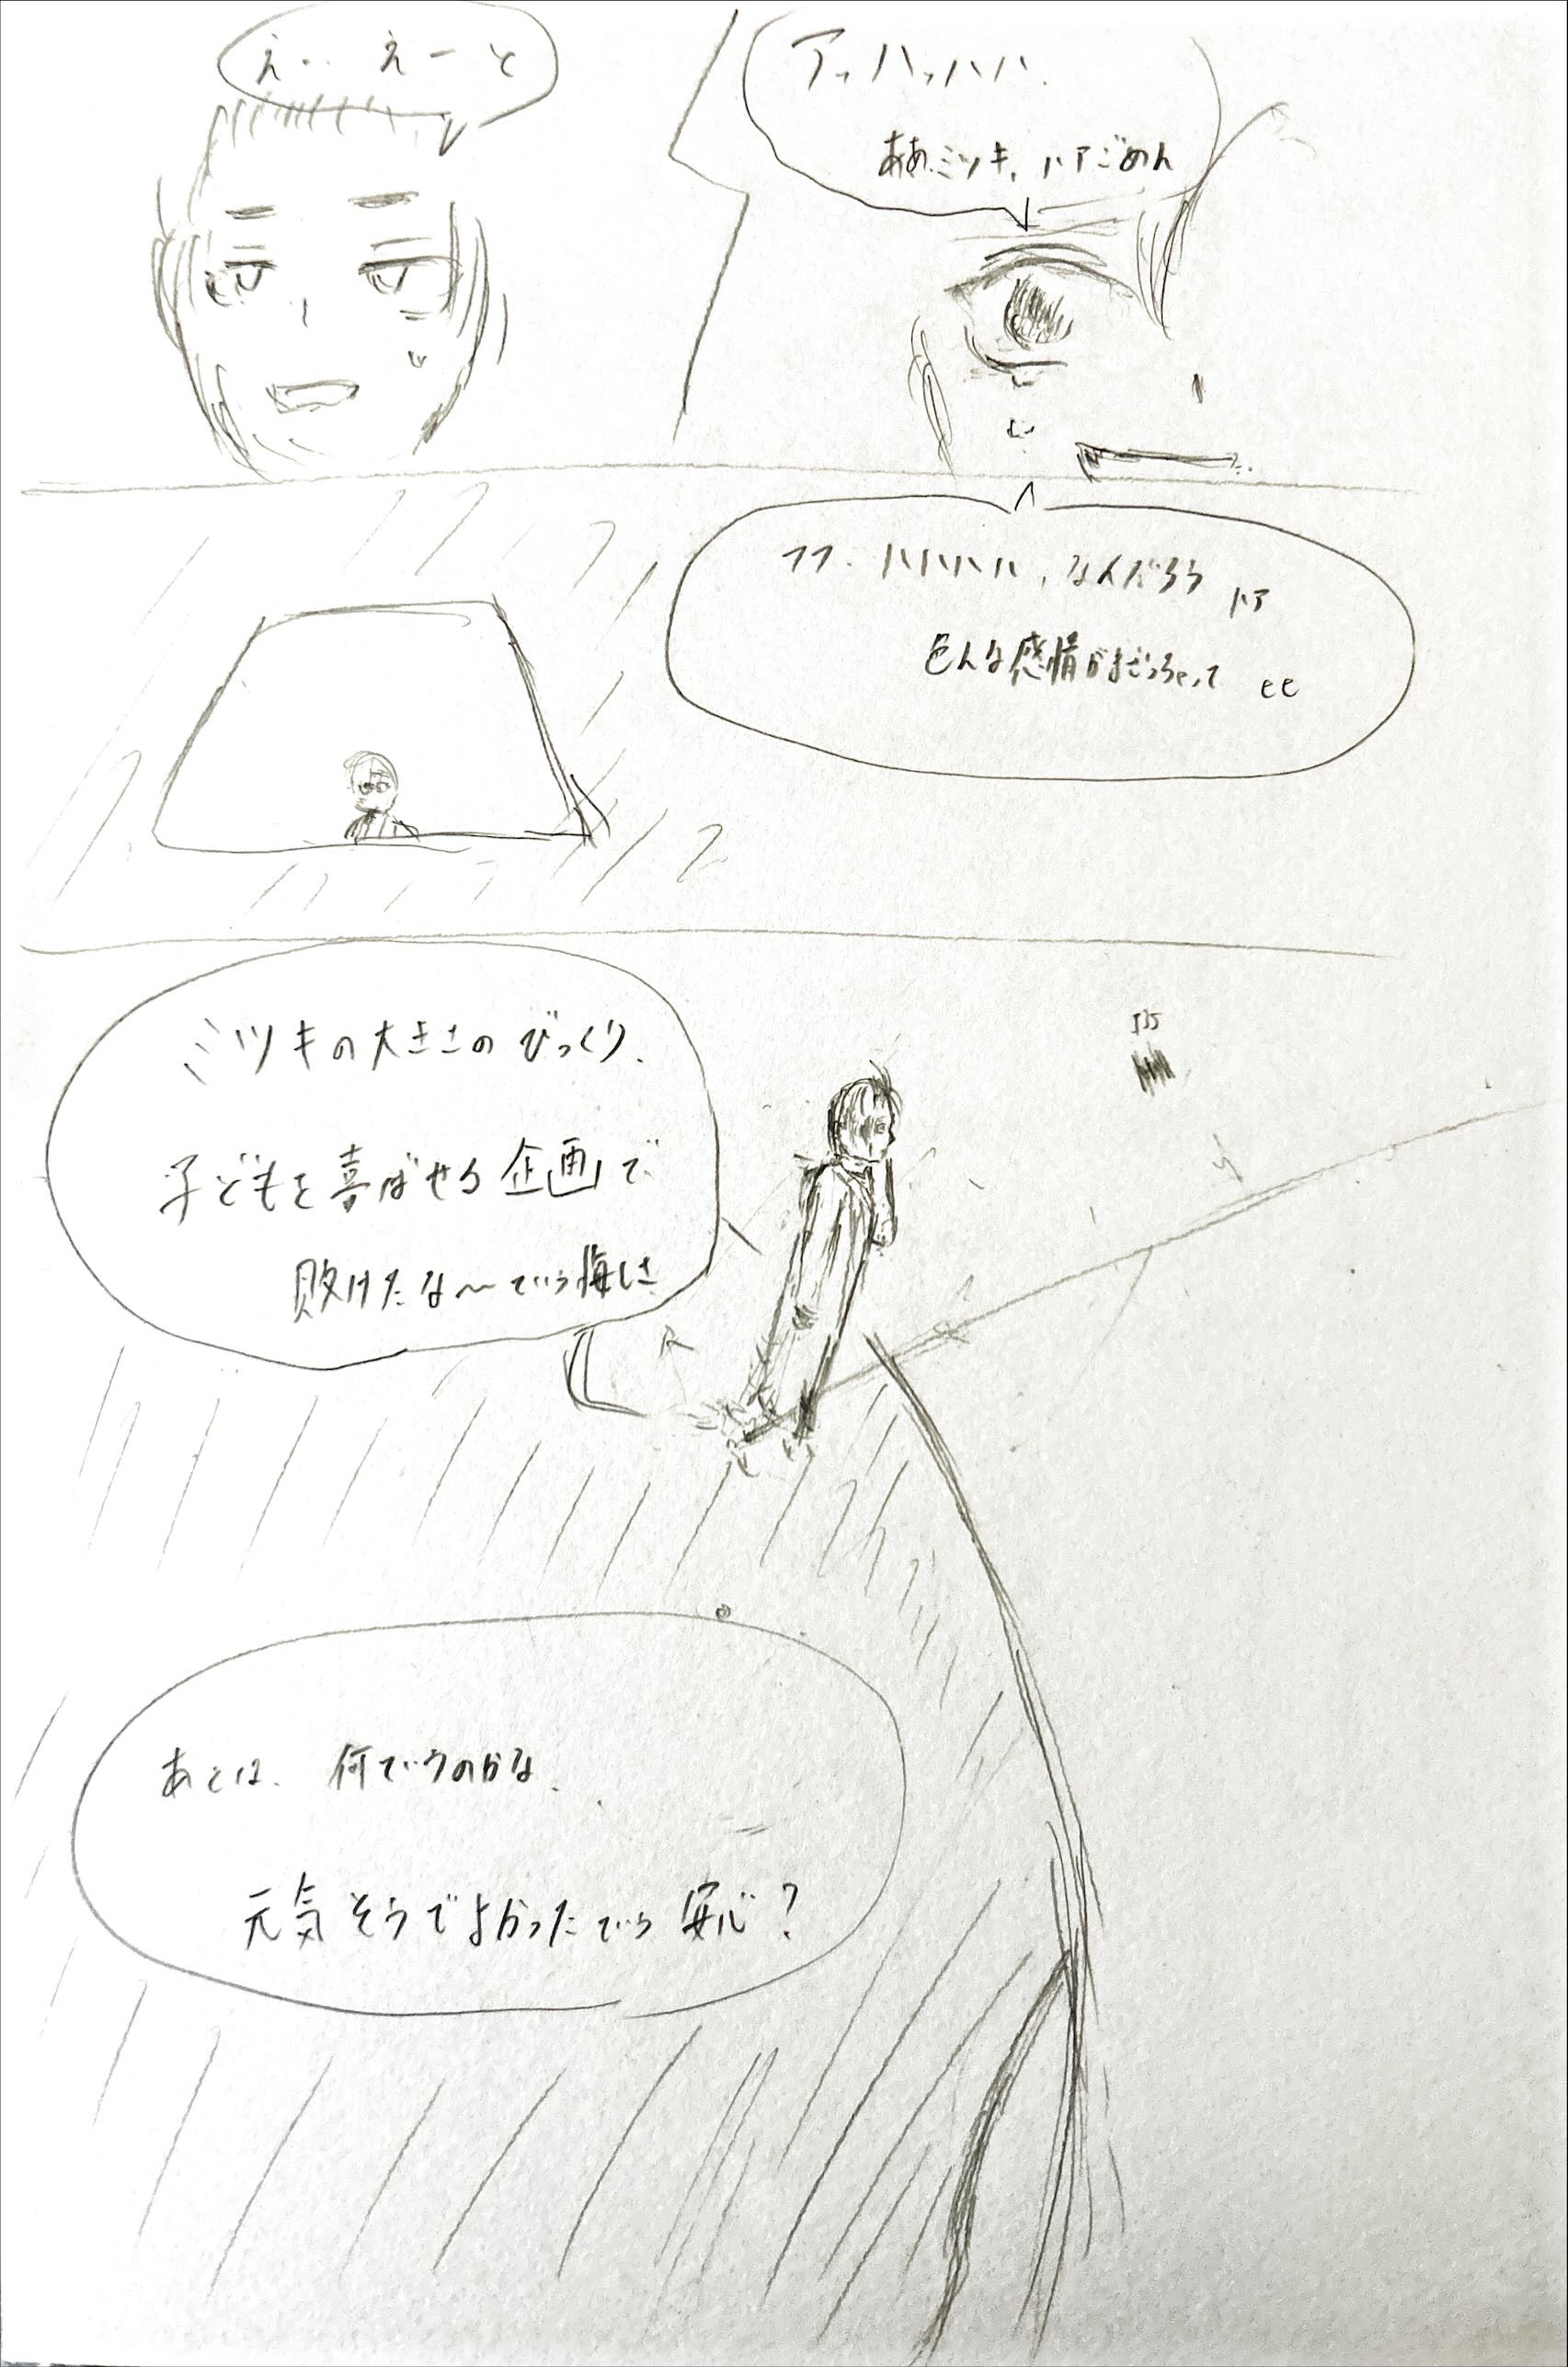 アッハッハハ.
ああミツキ、ハアごめん
え.. えーと
フフ. ハハハハ、なんだろう ハア
色んな感情がまざっちゃって ヒヒ
ミツキの大きさのびっくり、
子どもを喜ばせる企画で
敗けたな〜ていう悔しさ
あとは、何ていうのかな、
元気そうでよかったていう安心?